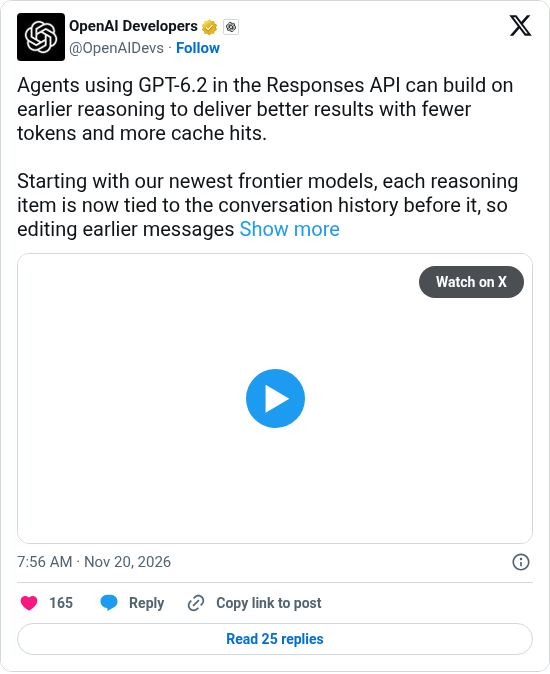 OpenAI Developers
@OpenAIDevs · Follow
Agents using GPT-6.2 in the Responses API can build on
earlier reasoning to deliver better results with fewer
tokens and more cache hits.
Starting with our newest frontier models, each reasoning
item is now tied to the conversation history before it, so
editing earlier messages Show more
Watch on X
7:56 AM · Nov 20, 2026
165 Reply Copy link to post
Read 25 replies